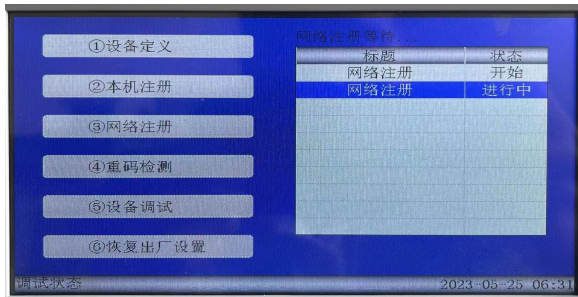 ①设备定义
②本机注册
③网络注册
④重码检测
⑤设备调试
⑥恢复出厂设置
网络注册等待...
标题 状态
网络注册 开始
网络注册 进行中
调试状态 2023-05-25 06:31